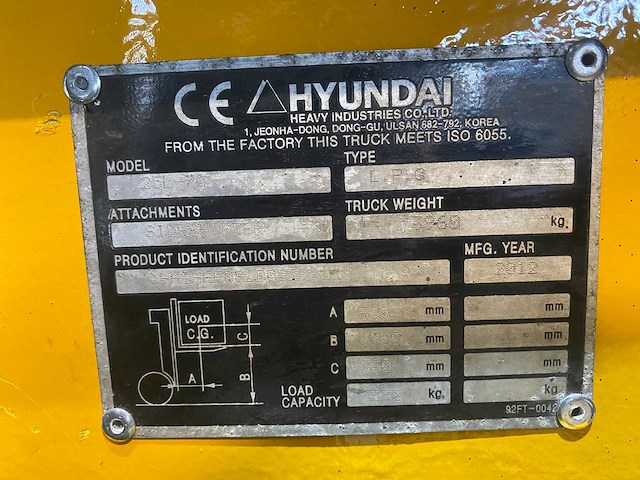 CE HYUNDAI
HEAVY INDUSTRIES CO.,LTD.
1, JEONHA-DONG, DONG-GU, ULSAN 682-792, KOREA
FROM THE FACTORY THIS TRUCK MEETS ISO 6055.
MODEL
TYPE
L.P.G
ATTACHMENTS
TRUCK WEIGHT
kg
PRODUCT IDENTIFICATION NUMBER
MFG. YEAR
2012
LOAD
C.G.
A
B
C
A mm mm
B mm mm
C mm mm
LOAD
CAPACITY kg kg